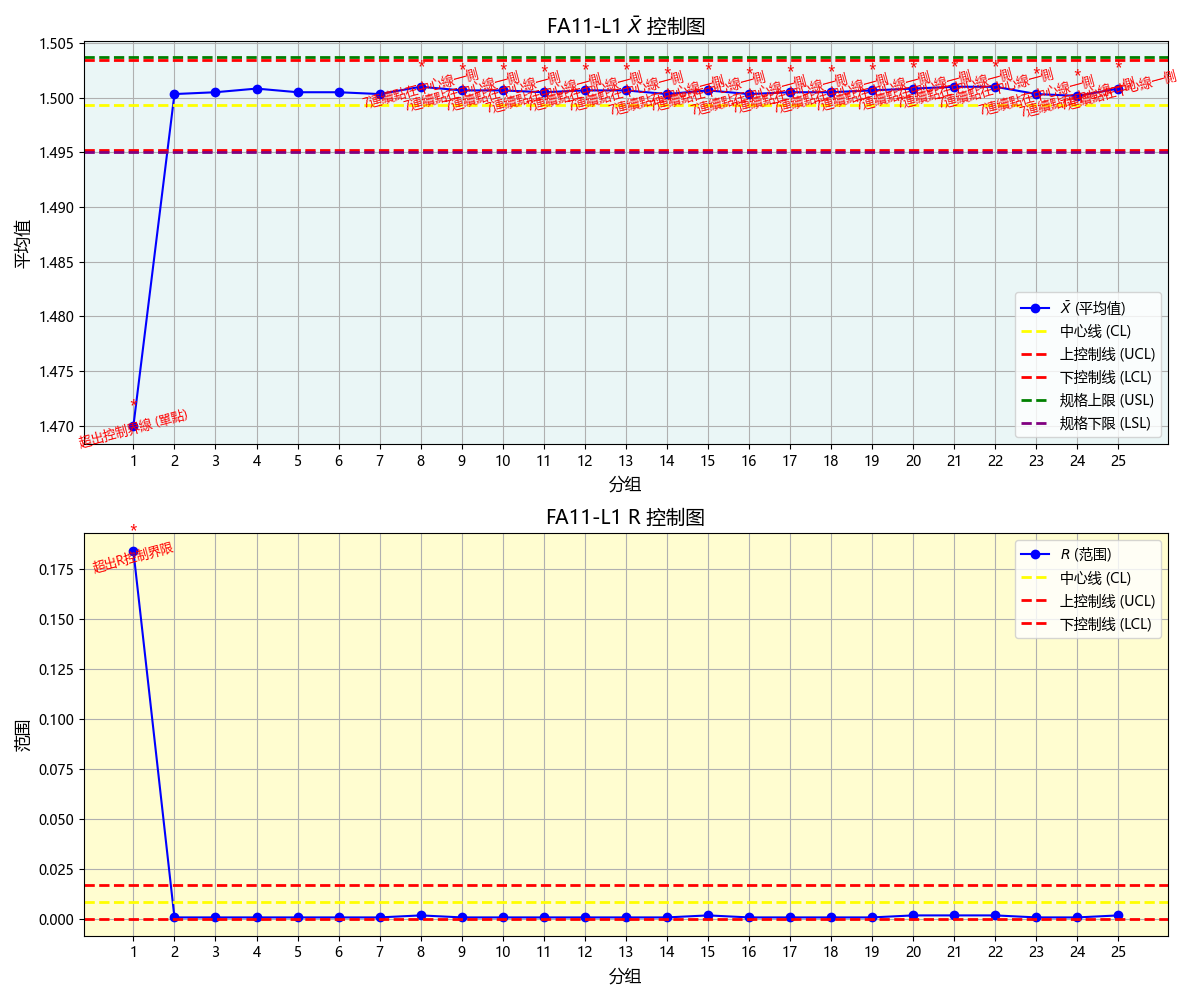 FA11-L1 X̄ 控制图
平均值
1.505
1.500
1.495
1.490
1.485
1.480
1.475
1.470
*
超出控制界線 (單點)
* * * * * * * * * * * * * * * * * *
X̄ (平均值)
中心线 (CL)
上控制线 (UCL)
下控制线 (LCL)
规格上限 (USL)
规格下限 (LSL)
1 2 3 4 5 6 7 8 9 10 11 12 13 14 15 16 17 18 19 20 21 22 23 24 25
分组
FA11-L1 R 控制图
范围
0.175
0.150
0.125
0.100
0.075
0.050
0.025
0.000
*
超出R控制界限
R (范围)
中心线 (CL)
上控制线 (UCL)
下控制线 (LCL)
1 2 3 4 5 6 7 8 9 10 11 12 13 14 15 16 17 18 19 20 21 22 23 24 25
分组